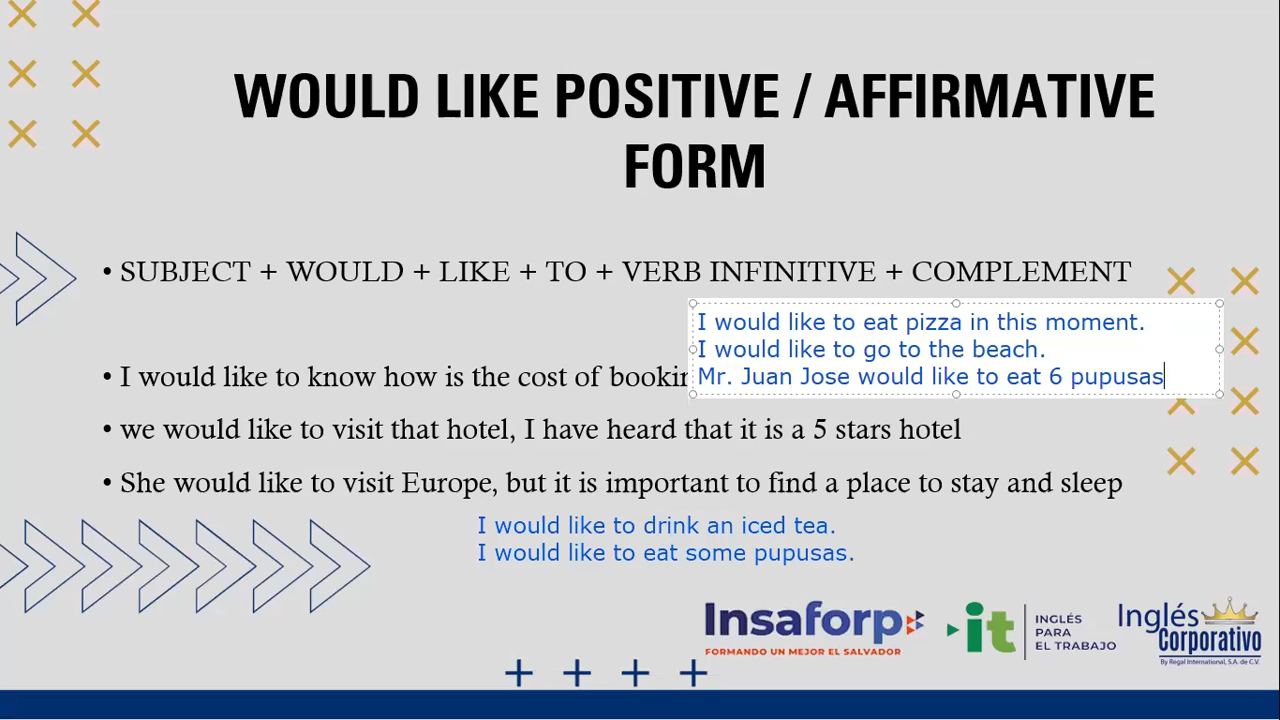 WOULD LIKE POSITIVE / AFFIRMATIVE
FORM
• SUBJECT + WOULD + LIKE + TO + VERB INFINITIVE + COMPLEMENT
I would like to eat pizza in this moment.
I would like to go to the beach.
Mr. Juan Jose would like to eat 6 pupusas
• I would like to know how is the cost of
• we would like to visit that hotel, I have heard that it is a 5 stars hotel
• She would like to visit Europe, but it is important to find a place to stay and sleep
I would like to drink an iced tea.
I would like to eat some pupusas.
Insaforp
FORMANDO UN MEJOR EL SALVADOR
it
INGLÉS
PARA
EL TRABAJO
Inglés
Corporativo
By Regal International, S.A. de C.V.